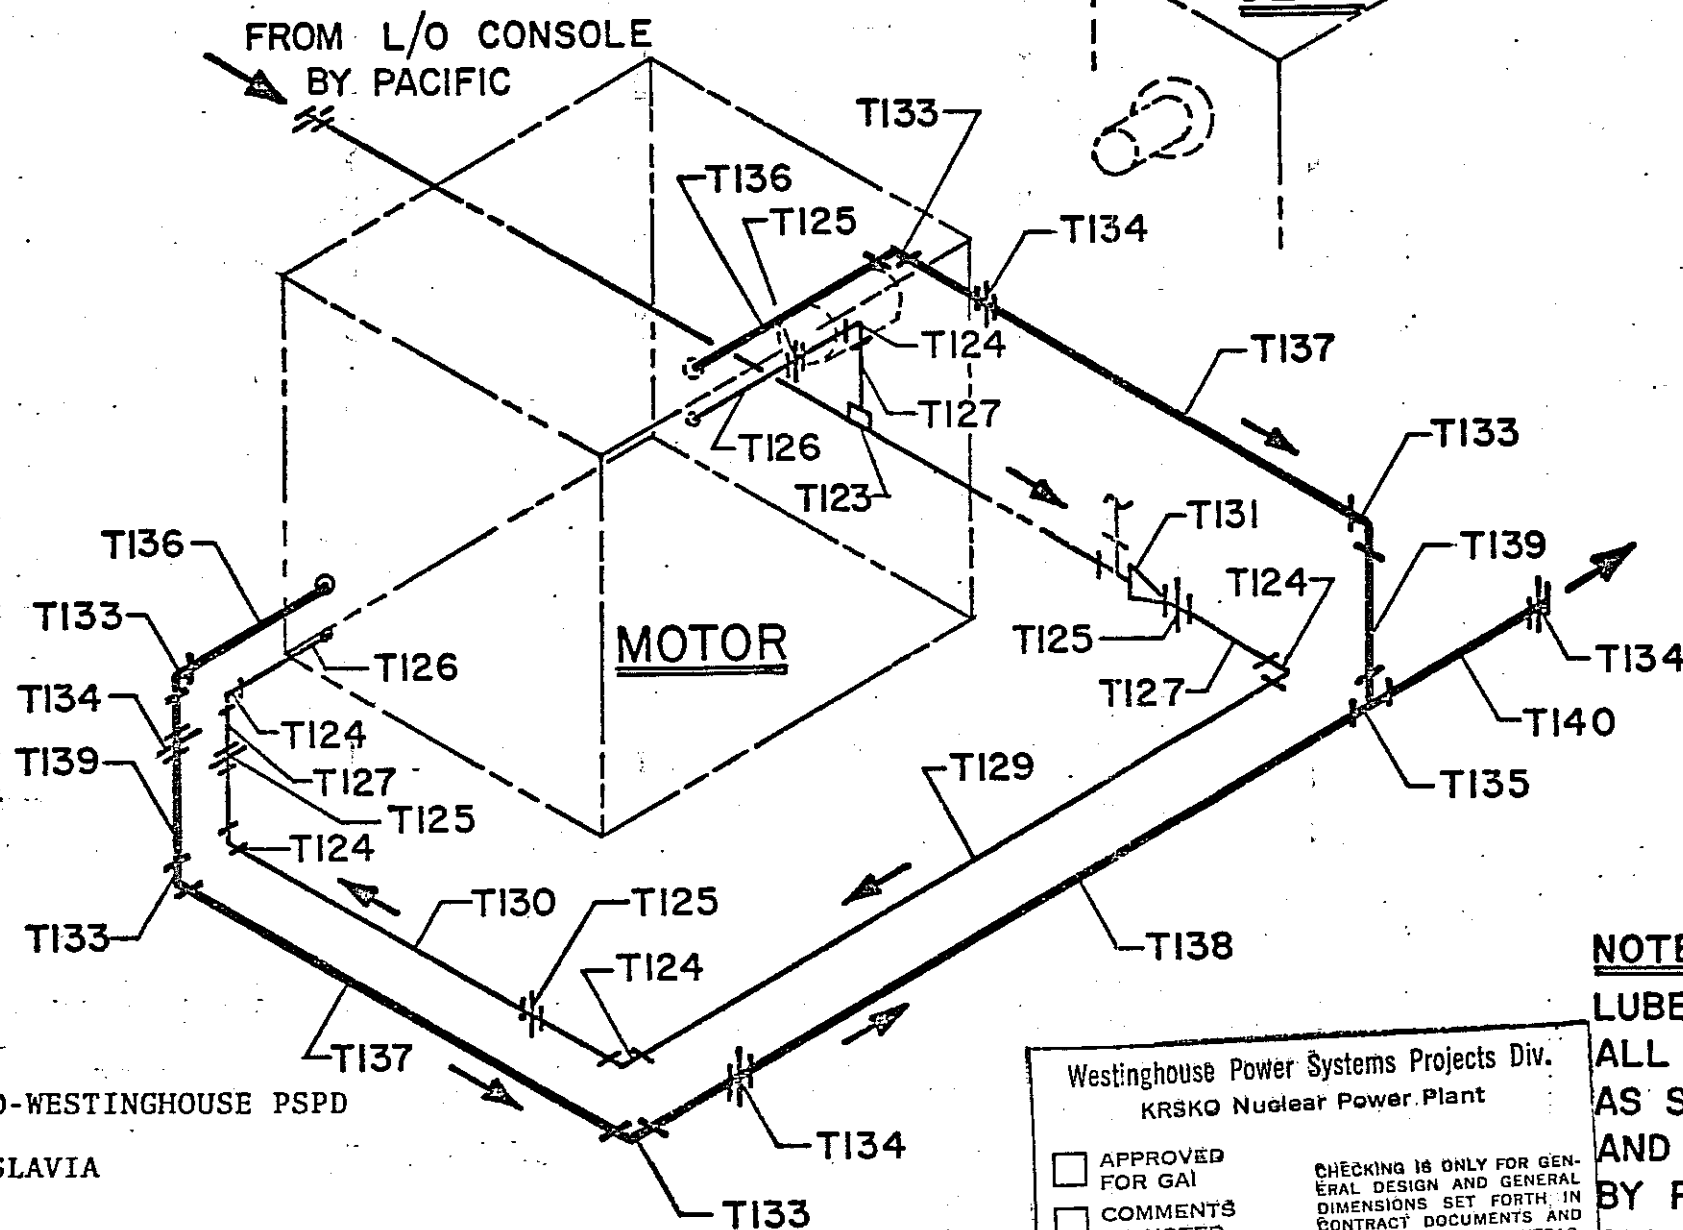 FROM L/O CONSOLE
BY PACIFIC
T133
T136
T125
T134
T124
T137
T127
T126
T123
T133
T131
T139
T136
T124
T133
MOTOR
T125
T134
T126
T127
T134
T140
T124
T139
T127
T129
T135
T125
T124
T130
T125
T133
T138
T124
T137
T134
T133
-WESTINGHOUSE PSPD
SLAVIA
Westinghouse Power Systems Projects Div.
KRSKO Nuclear Power Plant
APPROVED
FOR GAI
COMMENTS
CHECKING IS ONLY FOR GEN-
ERAL DESIGN AND GENERAL
DIMENSIONS SET FORTH IN
CONTRACT DOCUMENTS AND
NOTE
LUBE
ALL
AS S
AND
BY